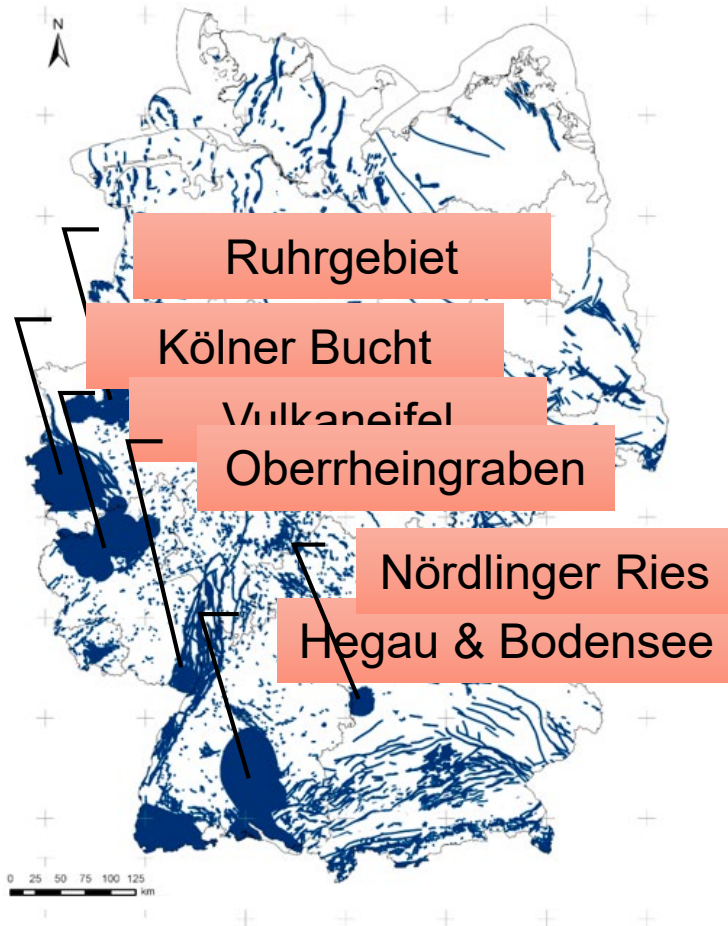 N
Ruhrgebiet
Kölner Bucht
Vulkaneifel
Oberrheingraben
Nördlinger Ries
Hegau & Bodensee
0 25 50 75 100 125
km